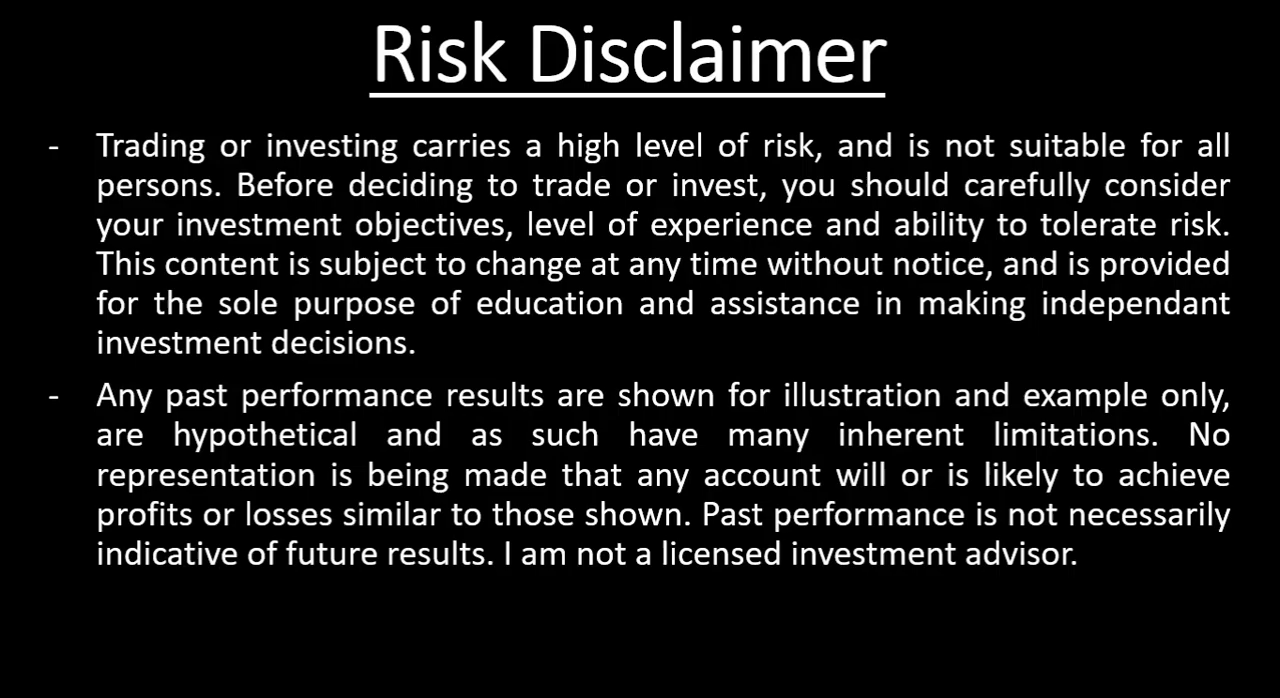 Risk Disclaimer
- Trading or investing carries a high level of risk, and is not suitable for all
persons. Before deciding to trade or invest, you should carefully consider
your investment objectives, level of experience and ability to tolerate risk.
This content is subject to change at any time without notice, and is provided
for the sole purpose of education and assistance in making independant
investment decisions.
- Any past performance results are shown for illustration and example only,
are hypothetical and as such have many inherent limitations. No
representation is being made that any account will or is likely to achieve
profits or losses similar to those shown. Past performance is not necessarily
indicative of future results. I am not a licensed investment advisor.